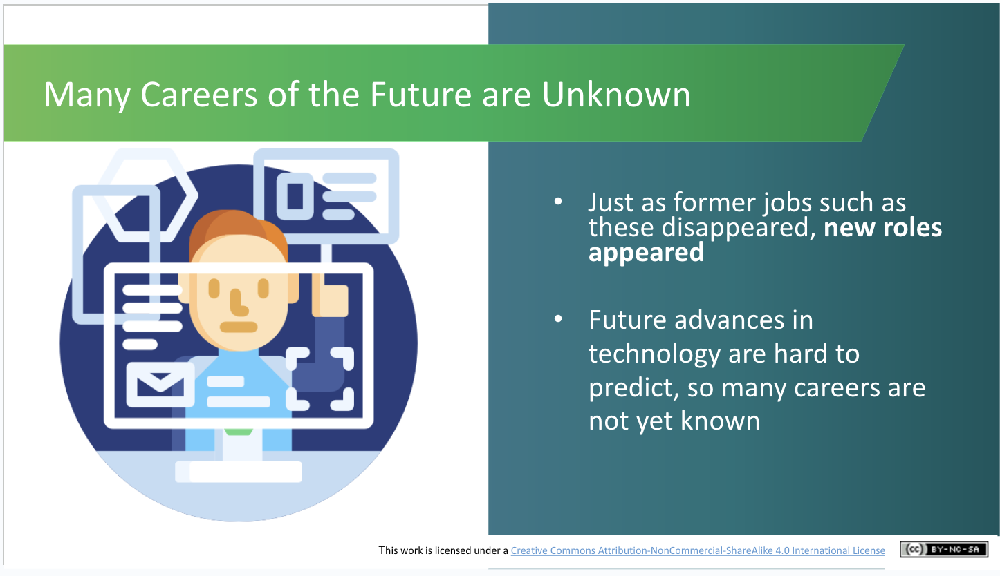 Many Careers of the Future are Unknown
• Just as former jobs such as
these disappeared, new roles
appeared
• Future advances in
technology are hard to
predict, so many careers are
not yet known
This work is licensed under a Creative Commons Attribution-NonCommercial-ShareAlike 4.0 International License
cc BY-NC-SA